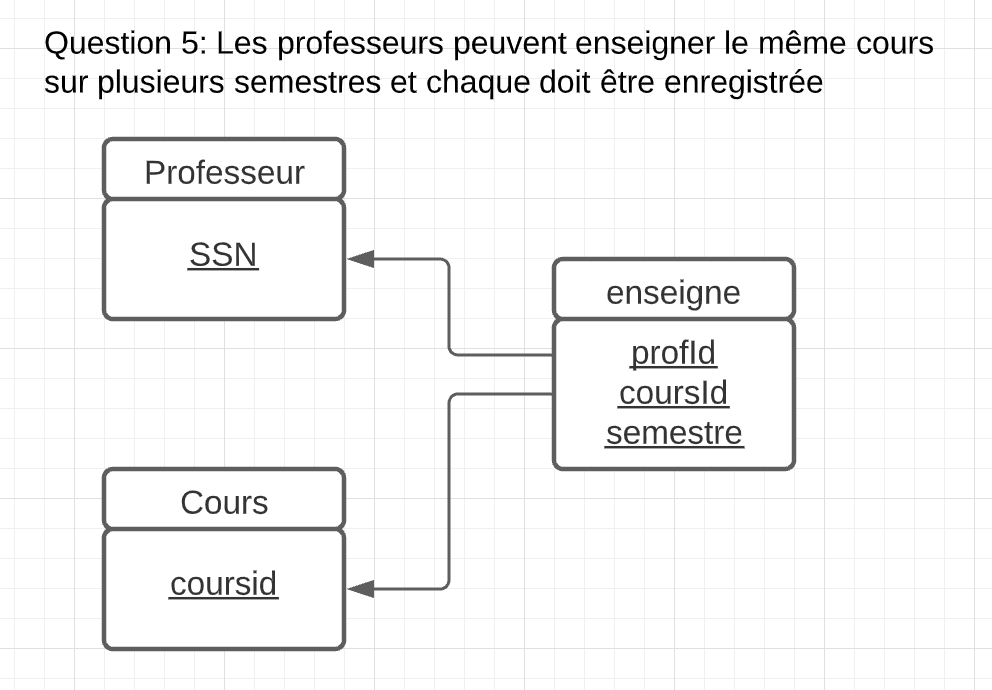 Question 5: Les professeurs peuvent enseigner le même cours
sur plusieurs semestres et chaque doit être enregistrée
Professeur
SSN
enseigne
profId
coursId
semestre
Cours
coursid